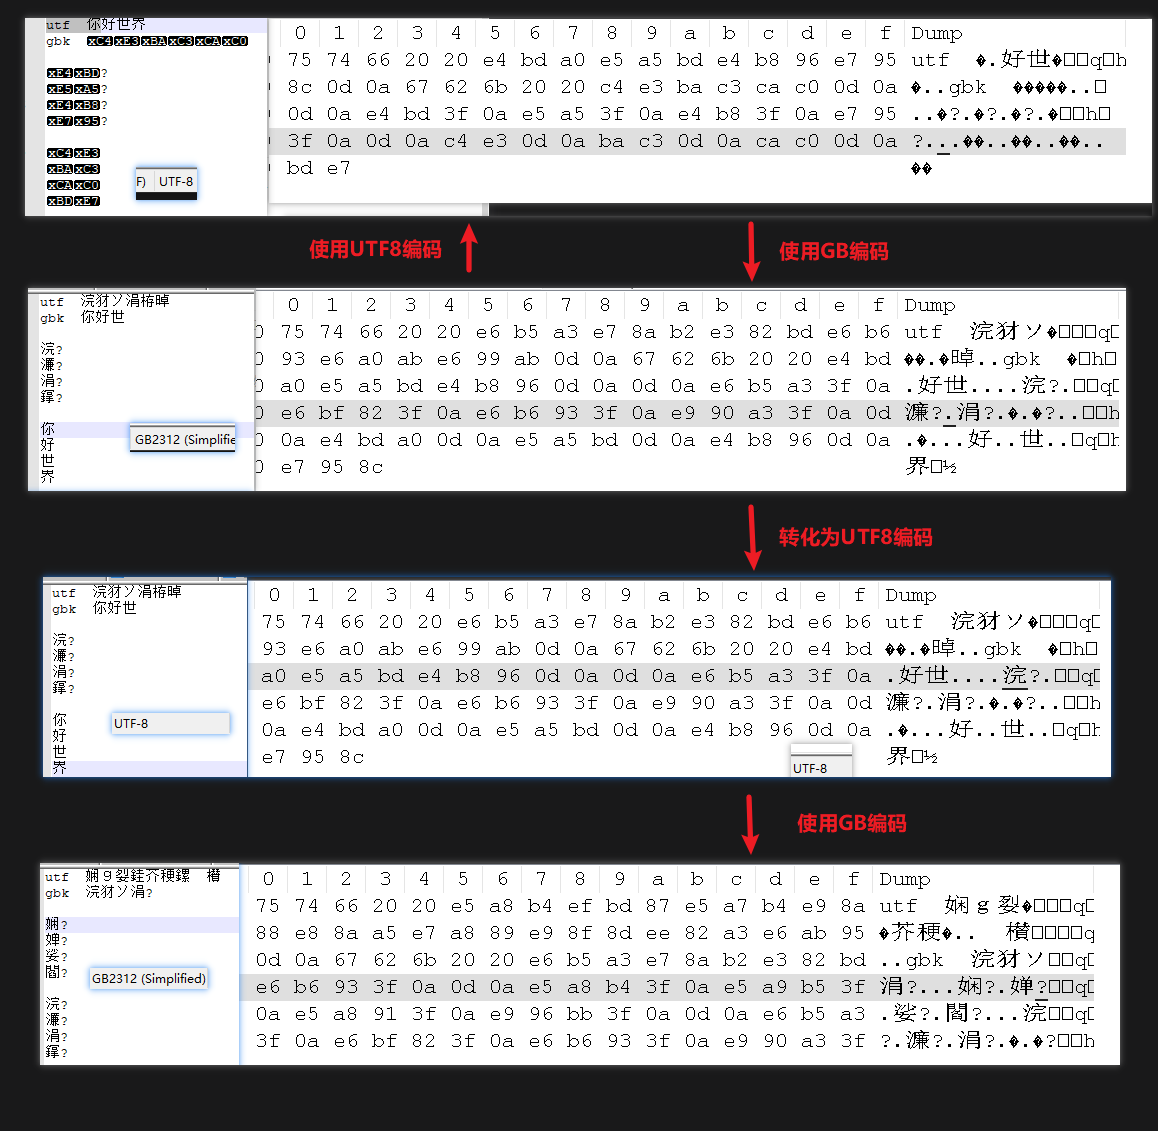 utf 你好世界
gbk xC4xE3xBAxC3xCAxC0
xE4xBD?
xE5xA5?
xE4xB8?
xE7x95?
xC4xE3
xBAxC3
xCAxC0
xBDxE7
F) UTF-8
0 1 2 3 4 5 6 7 8 9 a b c d e f Dump
75 74 66 20 20 e4 bd a0 e5 a5 bd e4 b8 96 e7 95 utf �.好世�□□q□h
8c 0d 0a 67 62 6b 20 20 c4 e3 ba c3 ca c0 0d 0a �..gbk �����..□
0d 0a e4 bd 3f 0a e5 a5 3f 0a e4 b8 3f 0a e7 95 ..�?.�?.�?.�□□h□
3f 0a 0d 0a c4 e3 0d 0a ba c3 0d 0a ca c0 0d 0a ?...��..��..��..
bd e7 ��
使用UTF8编码
使用GB编码
utf 浣犲ソ涓栫晫
gbk 你好世
浣?
濂?
涓?
鐣?
你
好
世
界
GB2312 (Simplifie
0 1 2 3 4 5 6 7 8 9 a b c d e f Dump
0 75 74 66 20 20 e6 b5 a3 e7 8a b2 e3 82 bd e6 b6 utf 浣犲ソ�□□□q□
0 93 e6 a0 ab e6 99 ab 0d 0a 67 62 6b 20 20 e4 bd ��.�晫..gbk �□h□
0 a0 e5 a5 bd e4 b8 96 0d 0a 0d 0a e6 b5 a3 3f 0a .好世....浣?.□□q□
0 e6 bf 82 3f 0a e6 b6 93 3f 0a e9 90 a3 3f 0a 0d 濂?.涓?.�.�?..□□h
0 0a e4 bd a0 0d 0a e5 a5 bd 0d 0a e4 b8 96 0d 0a .�...好..世..□q□h
0 e7 95 8c 界□½
转化为UTF8编码
utf 浣犲ソ涓栫晫
gbk 你好世
浣?
濂?
涓?
鐣?
你
好
世
界
UTF-8
0 1 2 3 4 5 6 7 8 9 a b c d e f Dump
75 74 66 20 20 e6 b5 a3 e7 8a b2 e3 82 bd e6 b6 utf 浣犲ソ�□□□q□
93 e6 a0 ab e6 99 ab 0d 0a 67 62 6b 20 20 e4 bd ��.�晫..gbk �□h□
a0 e5 a5 bd e4 b8 96 0d 0a 0d 0a e6 b5 a3 3f 0a .好世....浣?.□□q
e6 bf 82 3f 0a e6 b6 93 3f 0a e9 90 a3 3f 0a 0d 濂?.涓?.�.�?..□□h
0a e4 bd a0 0d 0a e5 a5 bd 0d 0a e4 b8 96 0d 0a .�...好..世..□q□h
e7 95 8c 界□½
UTF-8
使用GB编码
utf 娴ｇ姴銈芥稉鏍 櫕
gbk 浣犲ソ涓?
娴?
婵?
娑?
閻?
浣?
濂?
涓?
鐣?
GB2312 (Simplified)
0 1 2 3 4 5 6 7 8 9 a b c d e f Dump
75 74 66 20 20 e5 a8 b4 ef bd 87 e5 a7 b4 e9 8a utf 娴ｇ姴�□□□q□
88 e8 8a a5 e7 a8 89 e9 8f 8d ee 82 a3 e6 ab 95 �芥稉�.. 櫕□□□□q
0d 0a 67 62 6b 20 20 e6 b5 a3 e7 8a b2 e3 82 bd ..gbk 浣犲ソ□□q□
e6 b6 93 3f 0a 0d 0a e5 a8 b4 3f 0a e5 a9 b5 3f 涓?...娴?.婵?□□q
0a e5 a8 91 3f 0a e9 96 bb 3f 0a 0d 0a e6 b5 a3 .娑?.閻?...浣□□q
3f 0a e6 bf 82 3f 0a e6 b6 93 3f 0a e9 90 a3 3f ?.濂?.涓?.�.�?□□h